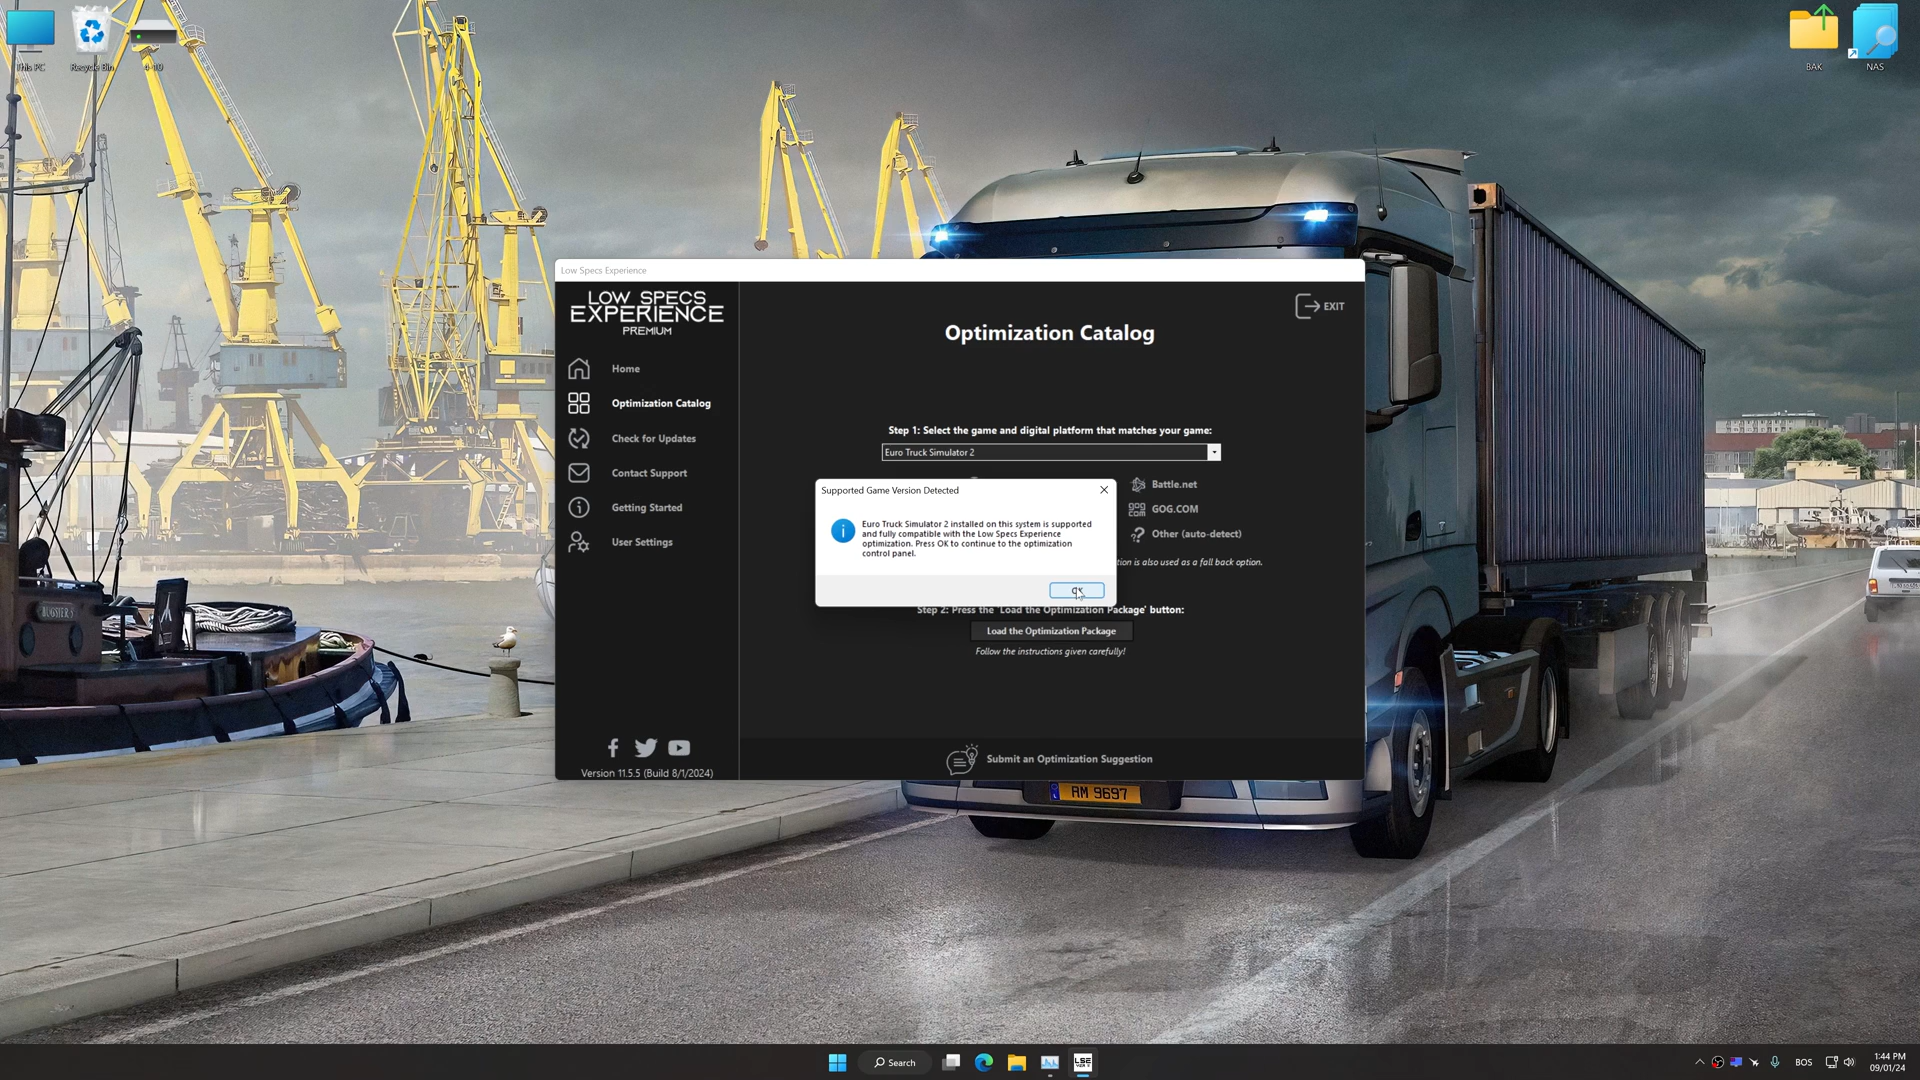 This PC
Recycle Bin
BAK
NAS
Low Specs Experience
LOW SPECS
EXPERIENCE
PREMIUM
EXIT
Optimization Catalog
Home
Optimization Catalog
Check for Updates
Contact Support
Getting Started
User Settings
Step 1: Select the game and digital platform that matches your game:
Euro Truck Simulator 2
Battle.net
GOG.COM
Other (auto-detect)
tion is also used as a fall back option.
Supported Game Version Detected
Euro Truck Simulator 2 installed on this system is supported
and fully compatible with the Low Specs Experience
optimization. Press OK to continue to the optimization
control panel.
OK
Step 2: Press the 'Load the Optimization Package' button:
Load the Optimization Package
Follow the instructions given carefully!
Submit an Optimization Suggestion
Version 11.5.5 (Build 8/1/2024)
RM 9697
Search
BOS
1:44 PM
09/01/24